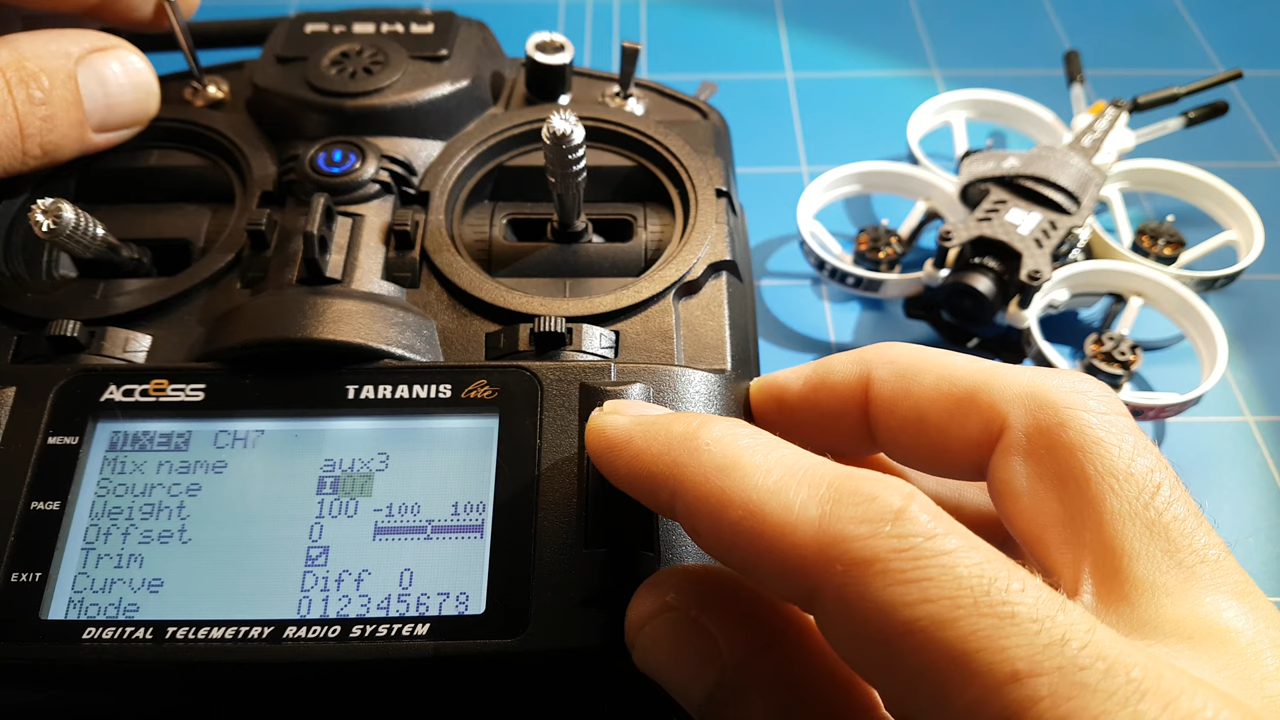 FrSKY
ACCESS
TARANIS lite
MENU
PAGE
EXIT
MIXER CH7
Mix name aux3
Source
Weight 100 -100 100
Offset 0
Trim
Curve Diff 0
Mode 012345678
DIGITAL TELEMETRY RADIO SYSTEM